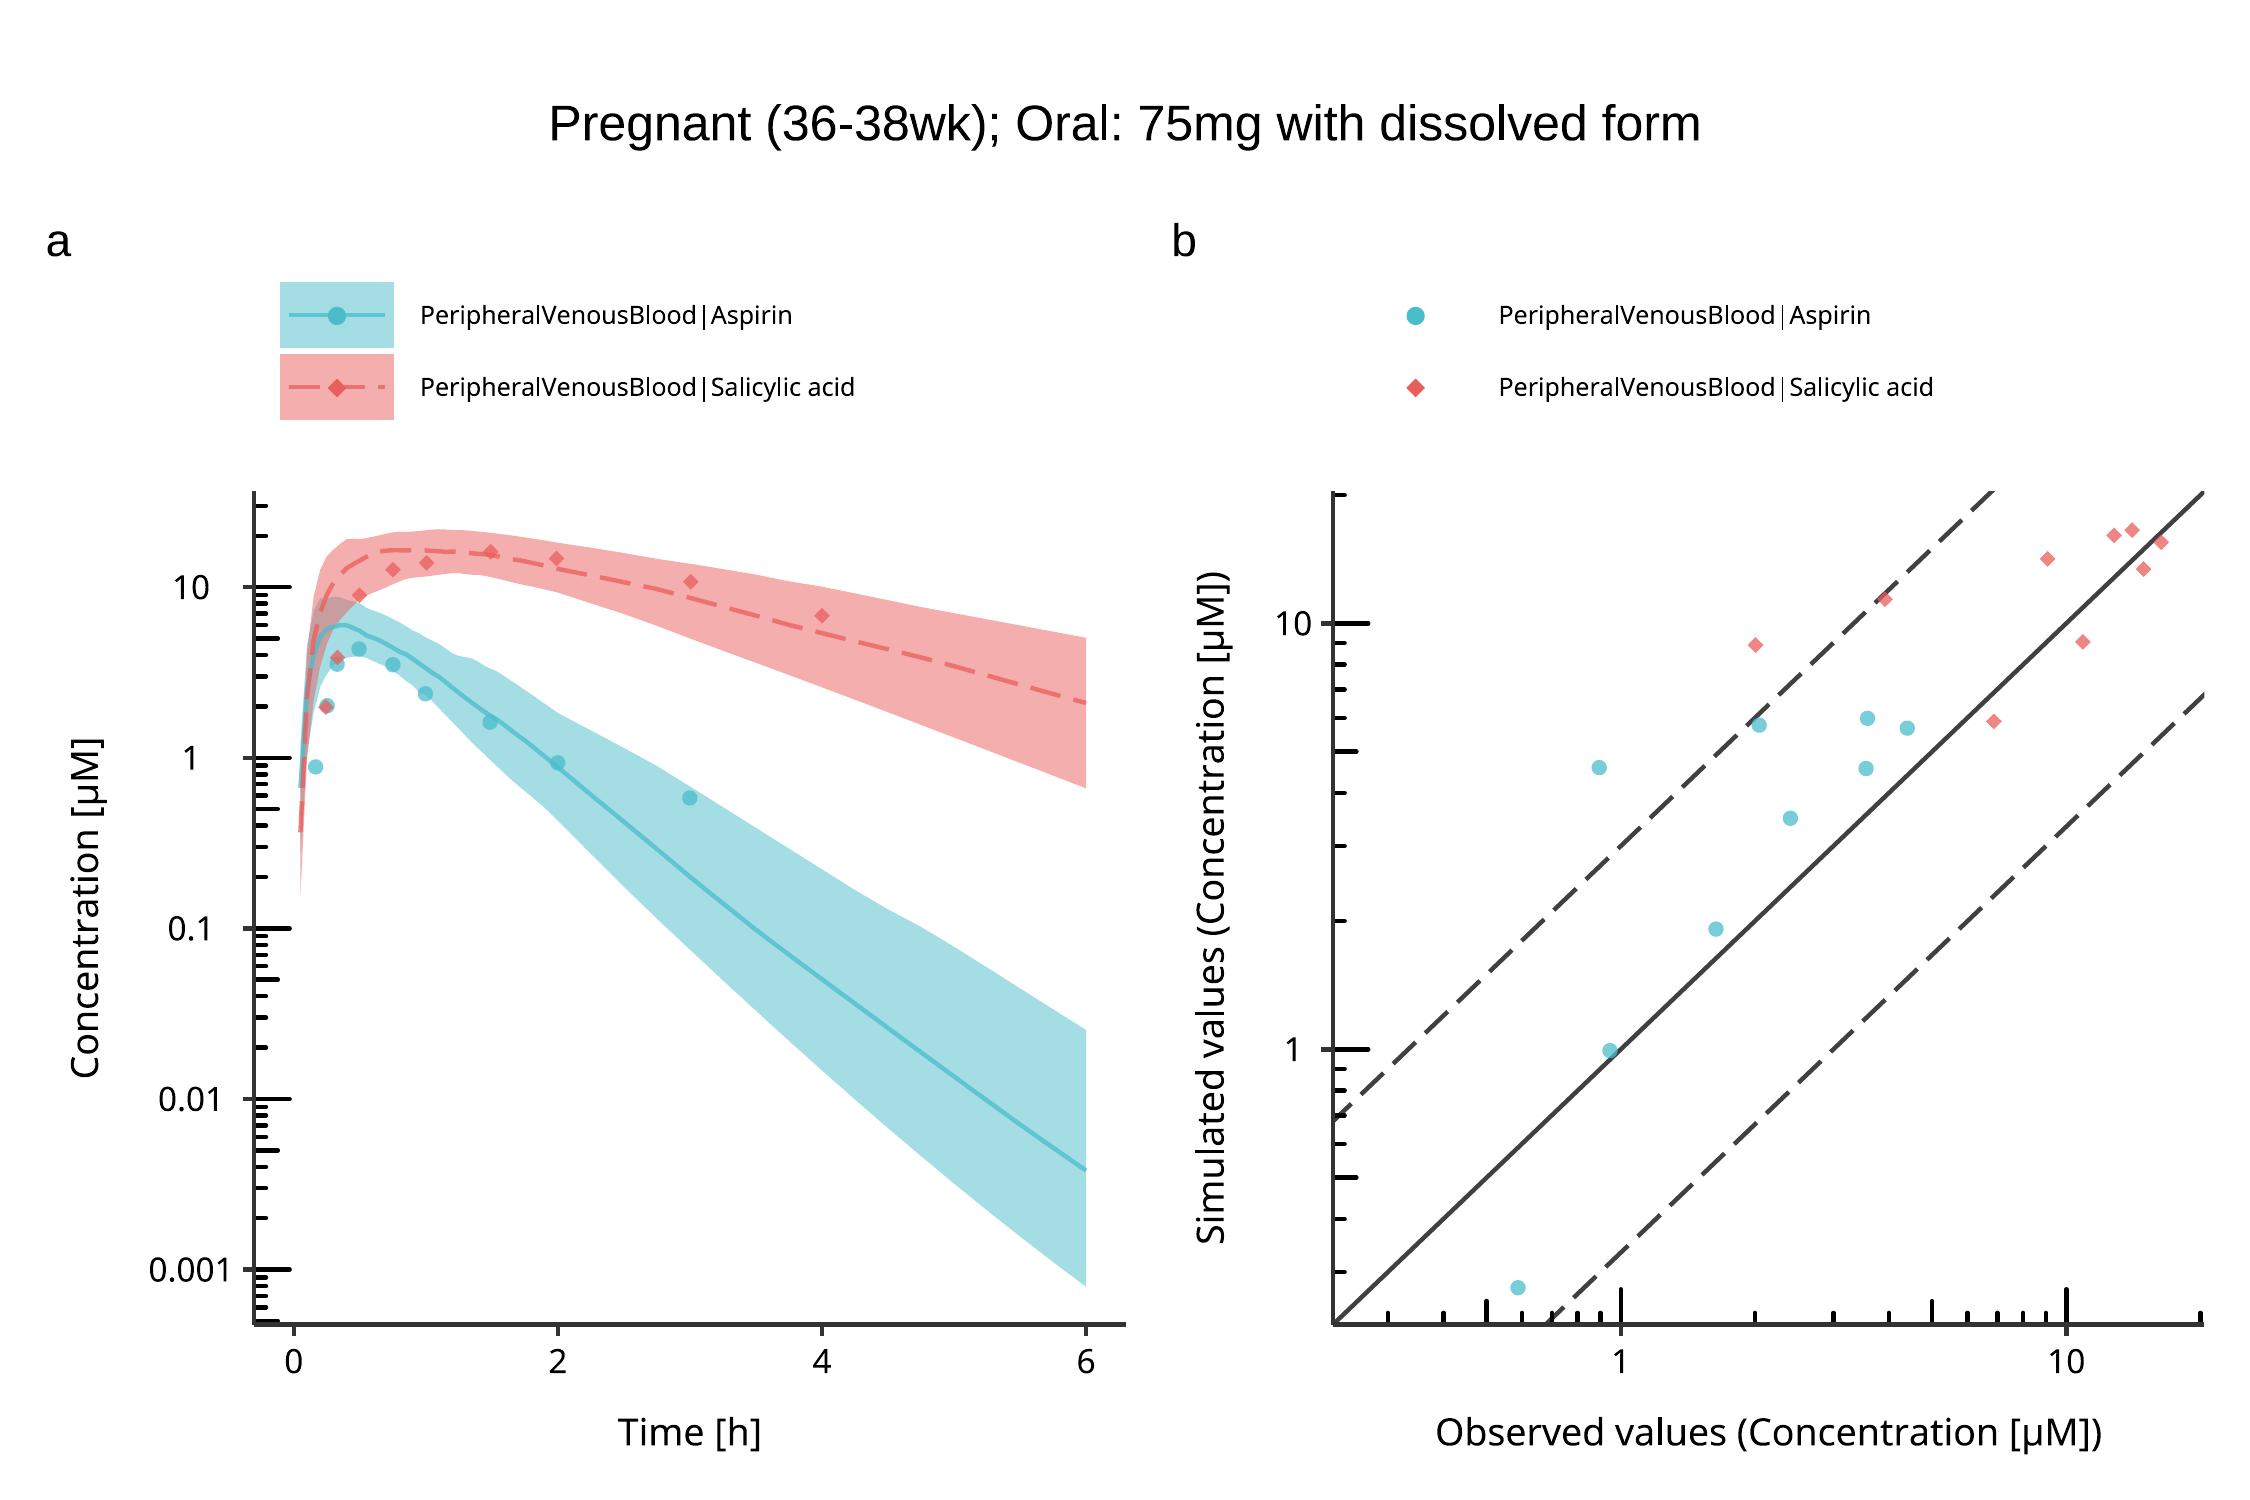 Pregnant (36-38wk); Oral: 75mg with dissolved form
a
PeripheralVenousBlood|Aspirin
PeripheralVenousBlood|Salicylic acid
10
1
0.1
0.01
0.001
Concentration [µM]
0 2 4 6
Time [h]
b
PeripheralVenousBlood|Aspirin
PeripheralVenousBlood|Salicylic acid
10
1
Simulated values (Concentration [µM])
1 10
Observed values (Concentration [µM])